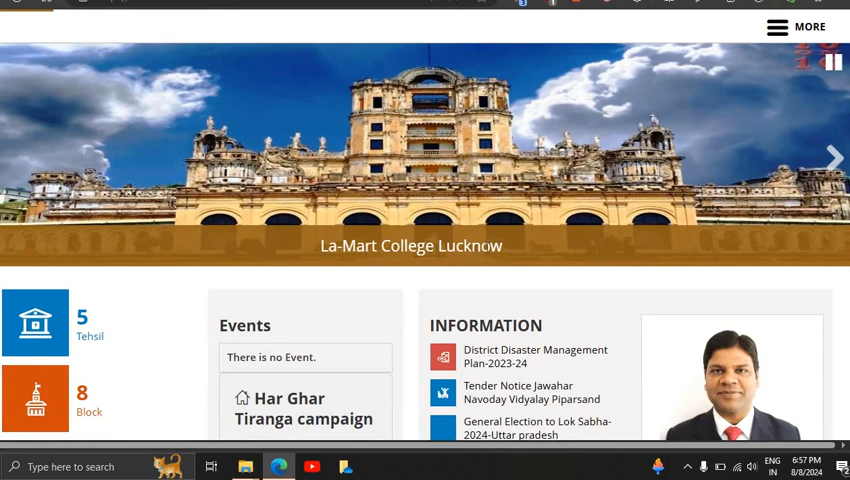 MORE
La-Mart College Lucknow
5
Tehsil
8
Block
Events
There is no Event.
Har Ghar
Tiranga campaign
INFORMATION
District Disaster Management
Plan-2023-24
Tender Notice Jawahar
Navoday Vidyalay Piparsand
General Election to Lok Sabha-
2024-Uttar pradesh
Type here to search
ENG
IN
6:57 PM
8/8/2024
2